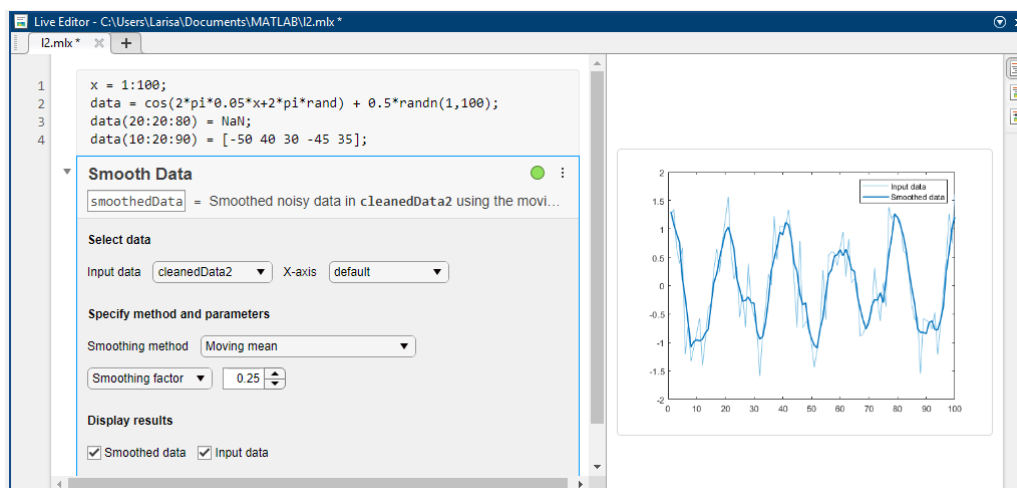 Live Editor - C:\Users\Larisa\Documents\MATLAB\l2.mlx *
l2.mlx *
1 x = 1:100;
2 data = cos(2*pi*0.05*x+2*pi*rand) + 0.5*randn(1,100);
3 data(20:20:80) = NaN;
4 data(10:20:90) = [-50 40 30 -45 35];
Smooth Data
smoothedData = Smoothed noisy data in cleanedData2 using the movi...
Select data
Input data cleanedData2 X-axis default
Specify method and parameters
Smoothing method Moving mean
Smoothing factor 0.25
Display results
Smoothed data Input data
Input data
Smoothed data
2
1.5
1
0.5
0
-0.5
-1
-1.5
-2
0 10 20 30 40 50 60 70 80 90 100